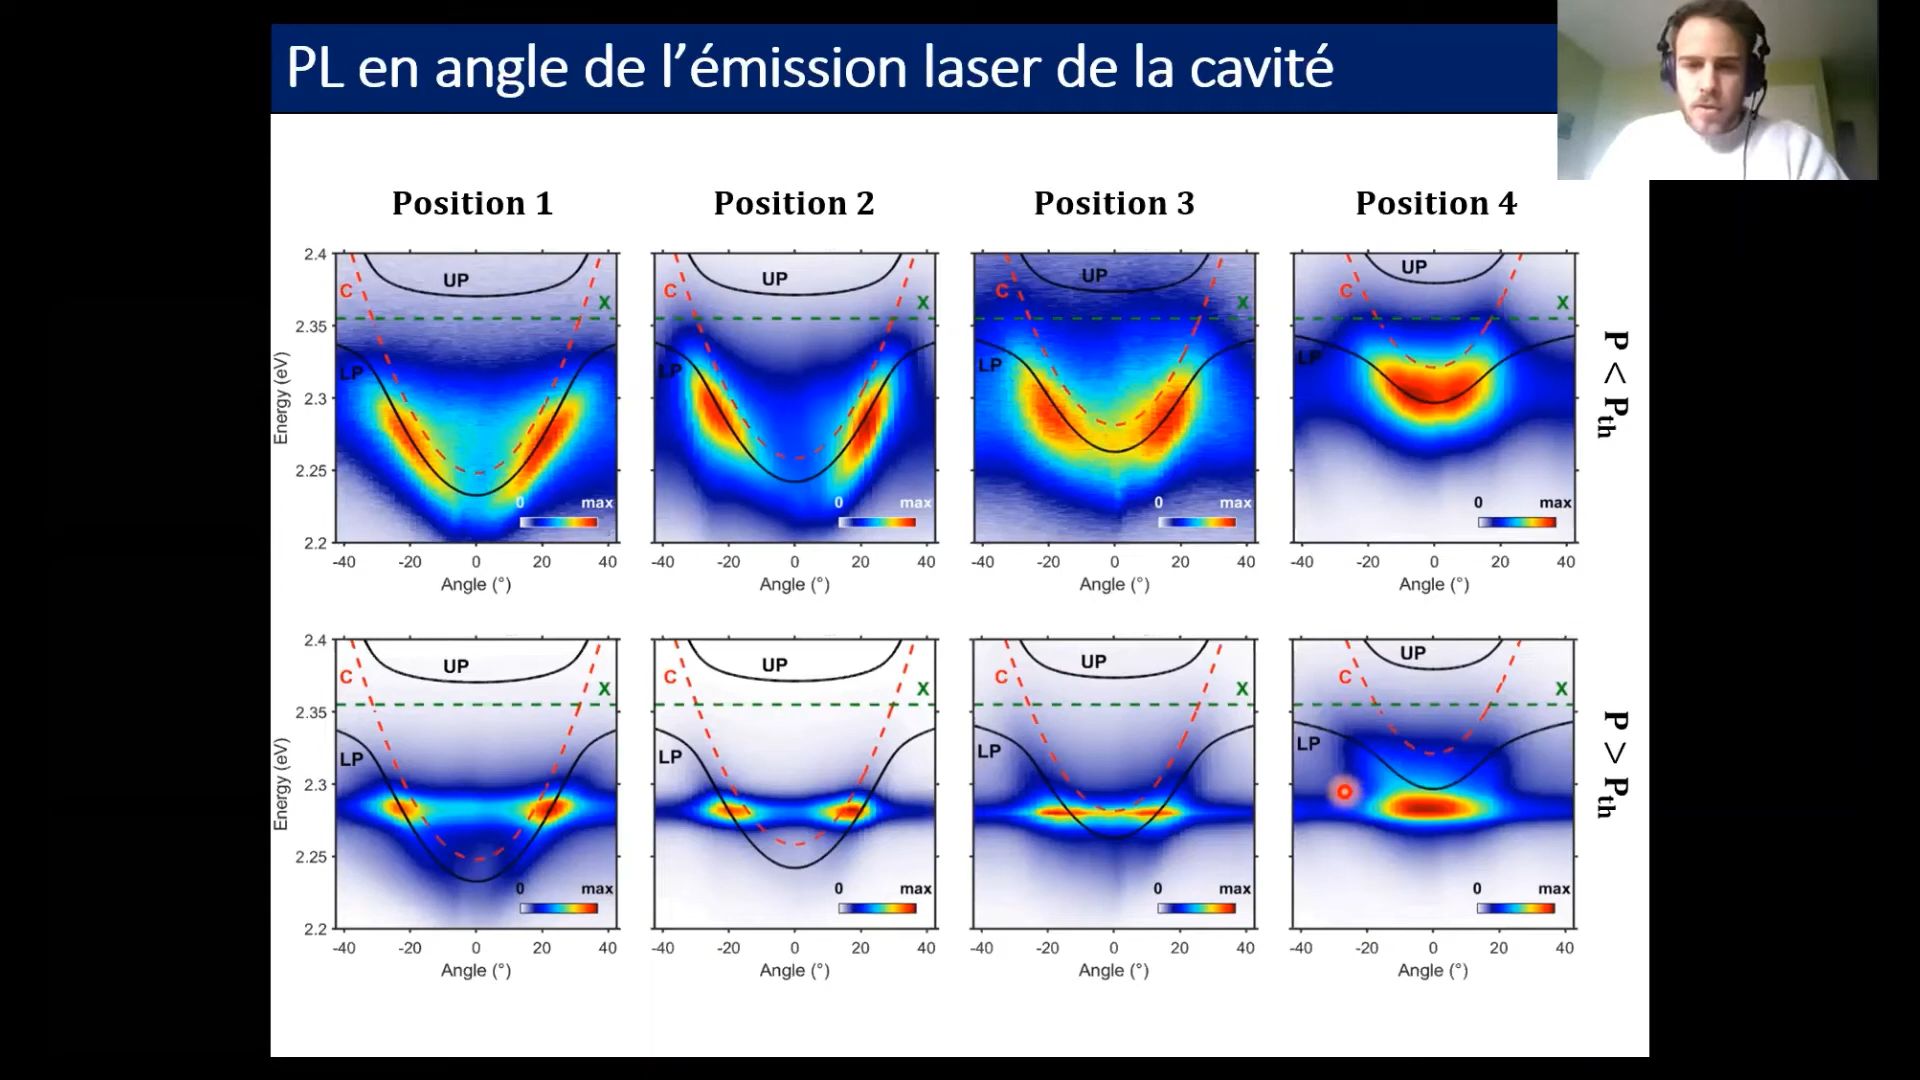 PL en angle de l’émission laser de la cavité
Position 1 Position 2 Position 3 Position 4
2.4
2.35
2.3
2.25
2.2
Energy (eV)
C UP X
LP
0 max
-40 -20 0 20 40
Angle (°)
C UP X
LP
0 max
-40 -20 0 20 40
Angle (°)
C UP X
LP
0 max
-40 -20 0 20 40
Angle (°)
C UP X
LP
0 max
-40 -20 0 20 40
Angle (°)
P < Pth
2.4
2.35
2.3
2.25
2.2
Energy (eV)
C UP X
LP
0 max
-40 -20 0 20 40
Angle (°)
C UP X
LP
0 max
-40 -20 0 20 40
Angle (°)
C UP X
LP
0 max
-40 -20 0 20 40
Angle (°)
C UP X
LP
0 max
-40 -20 0 20 40
Angle (°)
P > Pth